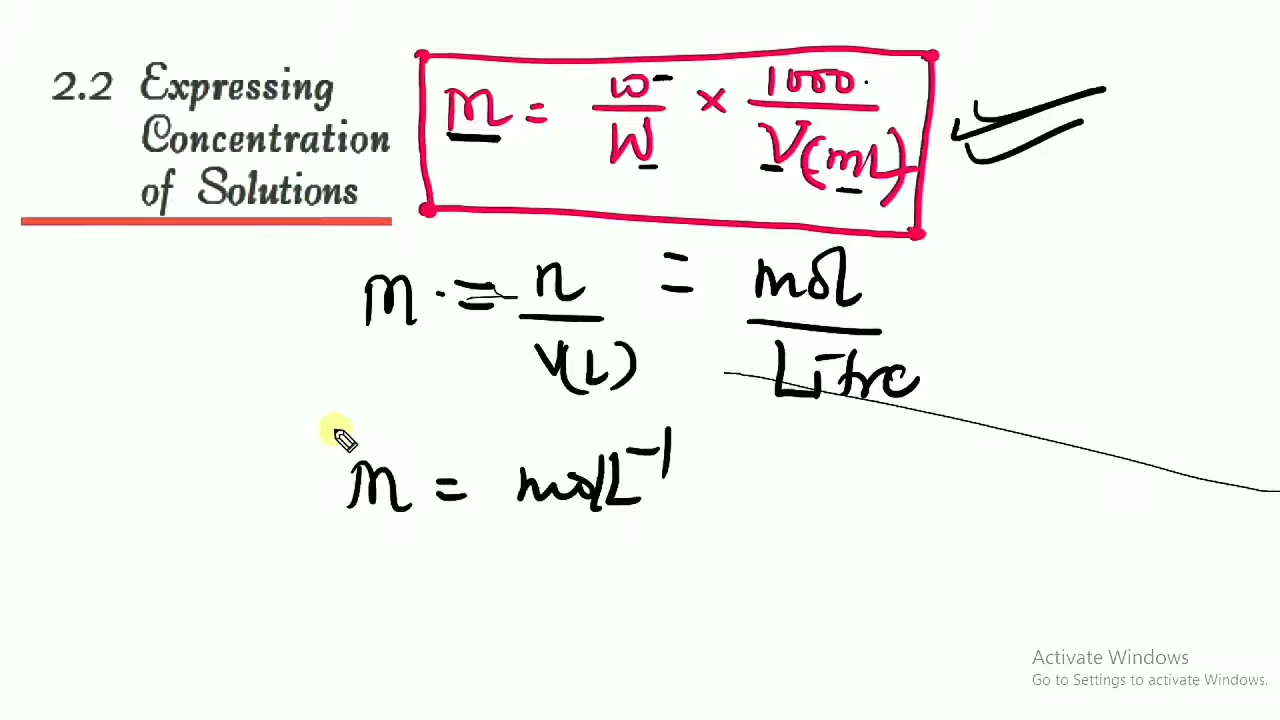 2.2 Expressing
Concentration
of Solutions
M = w/W × 1000/V(mL)
M = n/V(L) = mol/Litre
M = mol L⁻¹
Activate Windows
Go to Settings to activate Windows.